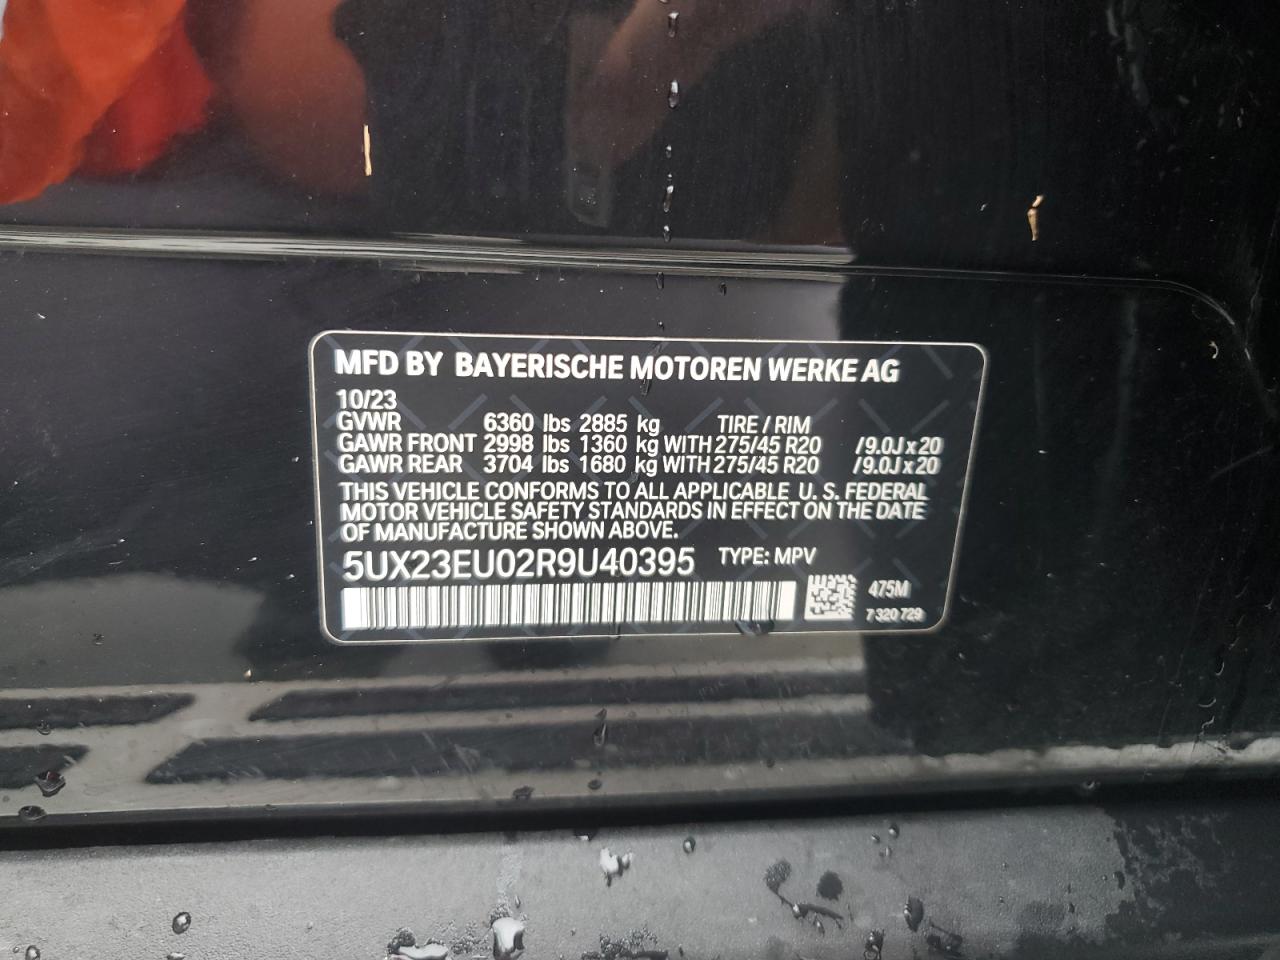 MFD BY BAYERISCHE MOTOREN WERKE AG
10/23
GVWR 6360 lbs 2885 kg TIRE / RIM
GAWR FRONT 2998 lbs 1360 kg WITH 275/45 R20 /9.0J x 20
GAWR REAR 3704 lbs 1680 kg WITH 275/45 R20 /9.0J x 20
THIS VEHICLE CONFORMS TO ALL APPLICABLE U. S. FEDERAL
MOTOR VEHICLE SAFETY STANDARDS IN EFFECT ON THE DATE
OF MANUFACTURE SHOWN ABOVE.
5UX23EU02R9U40395 TYPE: MPV
475M
7 320 729